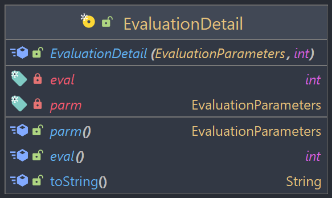 EvaluationDetail
EvaluationDetail(EvaluationParameters, int)
eval int
parm EvaluationParameters
parm() EvaluationParameters
eval() int
toString() String